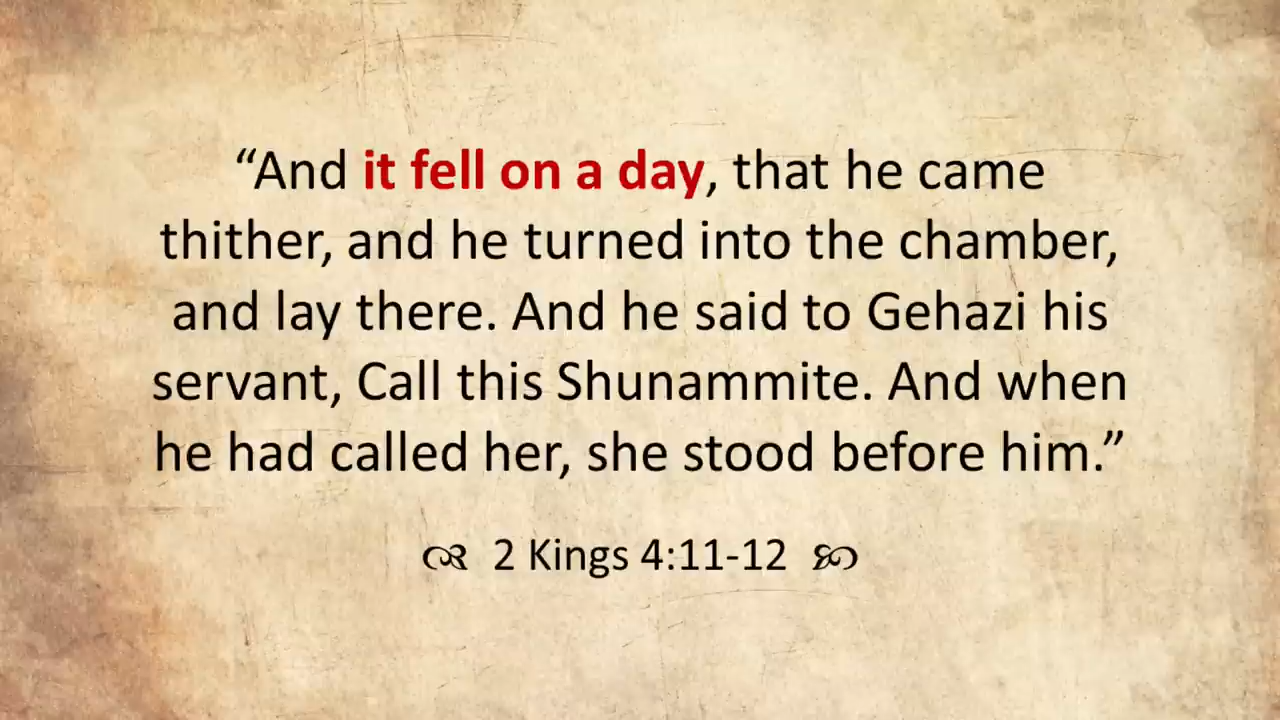 “And it fell on a day, that he came
thither, and he turned into the chamber,
and lay there. And he said to Gehazi his
servant, Call this Shunammite. And when
he had called her, she stood before him.”
2 Kings 4:11-12